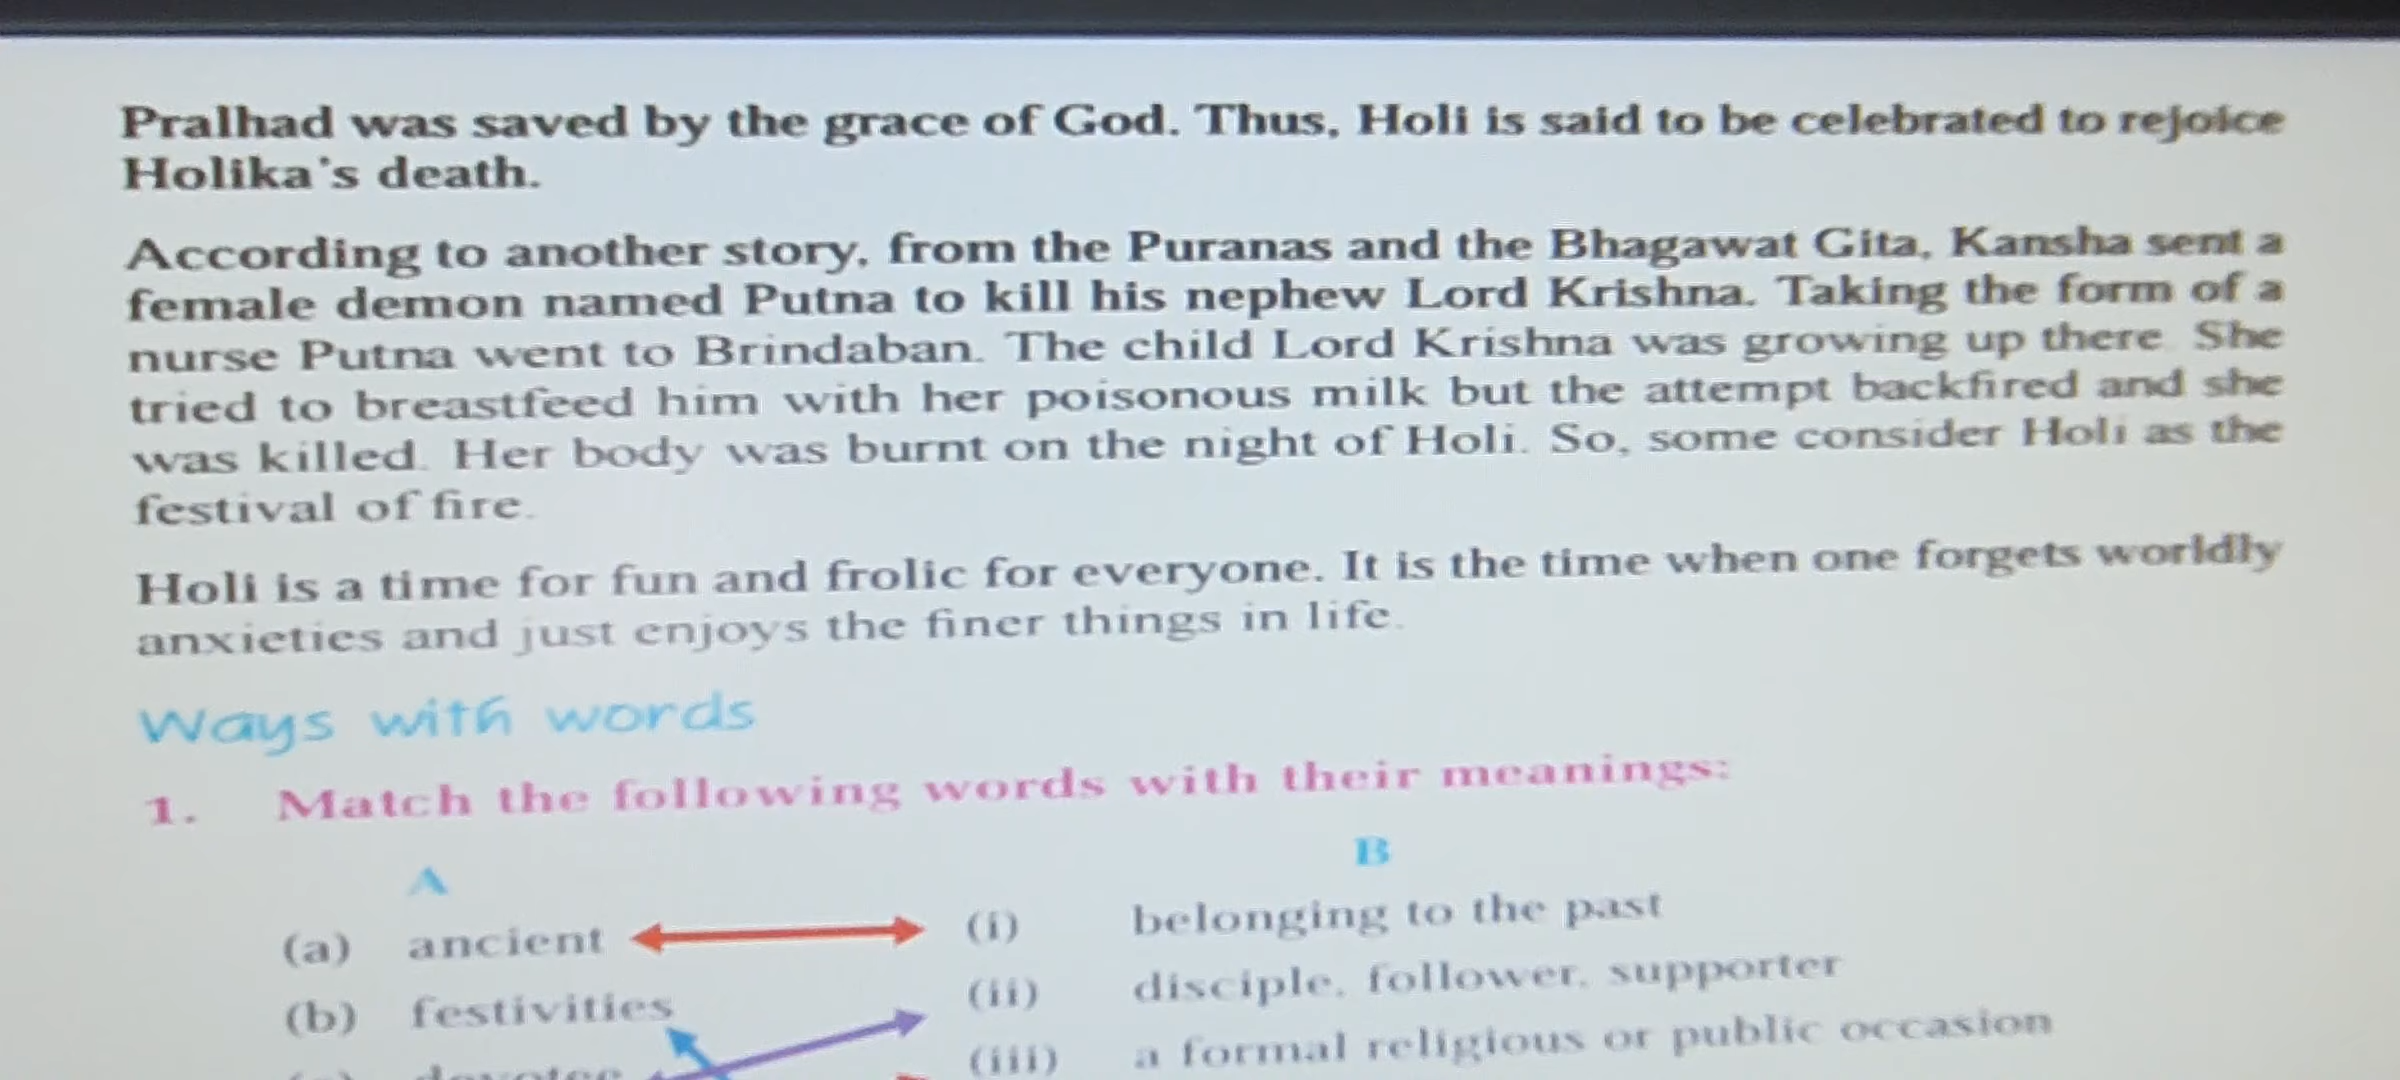 Pralhad was saved by the grace of God. Thus, Holi is said to be celebrated to rejoice
Holika's death.
According to another story, from the Puranas and the Bhagawat Gita, Kansha sent a
female demon named Putna to kill his nephew Lord Krishna. Taking the form of a
nurse Putna went to Brindaban. The child Lord Krishna was growing up there. She
tried to breastfeed him with her poisonous milk but the attempt backfired and she
was killed. Her body was burnt on the night of Holi. So, some consider Holi as the
festival of fire.
Holi is a time for fun and frolic for everyone. It is the time when one forgets worldly
anxieties and just enjoys the finer things in life.
Ways with words
1. Match the following words with their meanings:
A B
(a) ancient (i) belonging to the past
(b) festivities (ii) disciple, follower, supporter
devotee (iii) a formal religious or public occasion